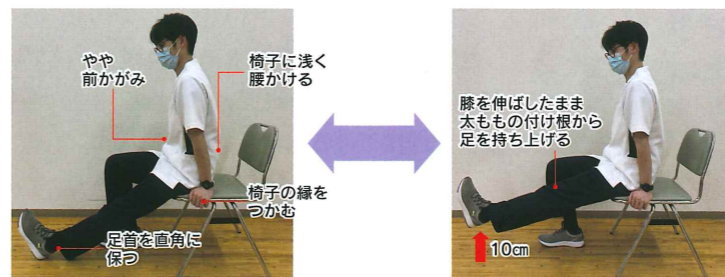 やや
前かがみ
椅子に浅く
腰かける
椅子の縁を
つかむ
足首を直角に
保つ
膝を伸ばしたまま
太ももの付け根から
足を持ち上げる
10㎝